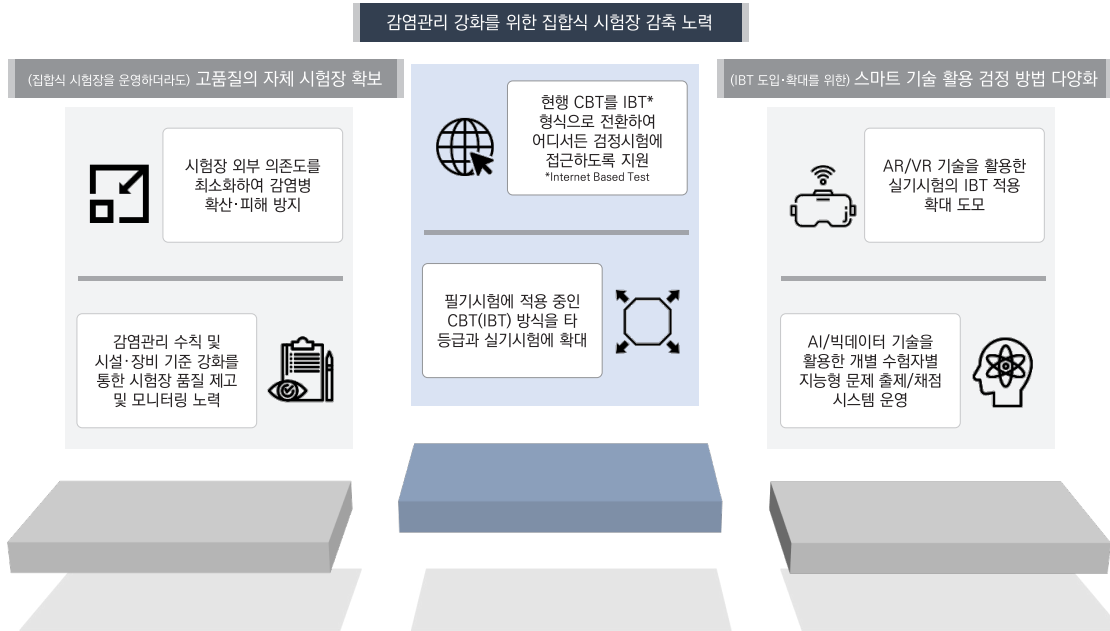 감염관리 강화를 위한 집합식 시험장 감축 노력
(집합식 시험장을 운영하더라도) 고품질의 자체 시험장 확보
시험장 외부 의존도를
최소화하여 감염병
확산·피해 방지
감염관리 수칙 및
시설·장비 기준 강화를
통한 시험장 품질 제고
및 모니터링 노력
현행 CBT를 IBT*
형식으로 전환하여
어디서든 검정시험에
접근하도록 지원
*Internet Based Test
필기시험에 적용 중인
CBT(IBT) 방식을 타
등급과 실기시험에 확대
(IBT 도입·확대를 위한) 스마트 기술 활용 검정 방법 다양화
AR/VR 기술을 활용한
실기시험의 IBT 적용
확대 도모
AI/빅데이터 기술을
활용한 개별 수험자별
지능형 문제 출제/채점
시스템 운영